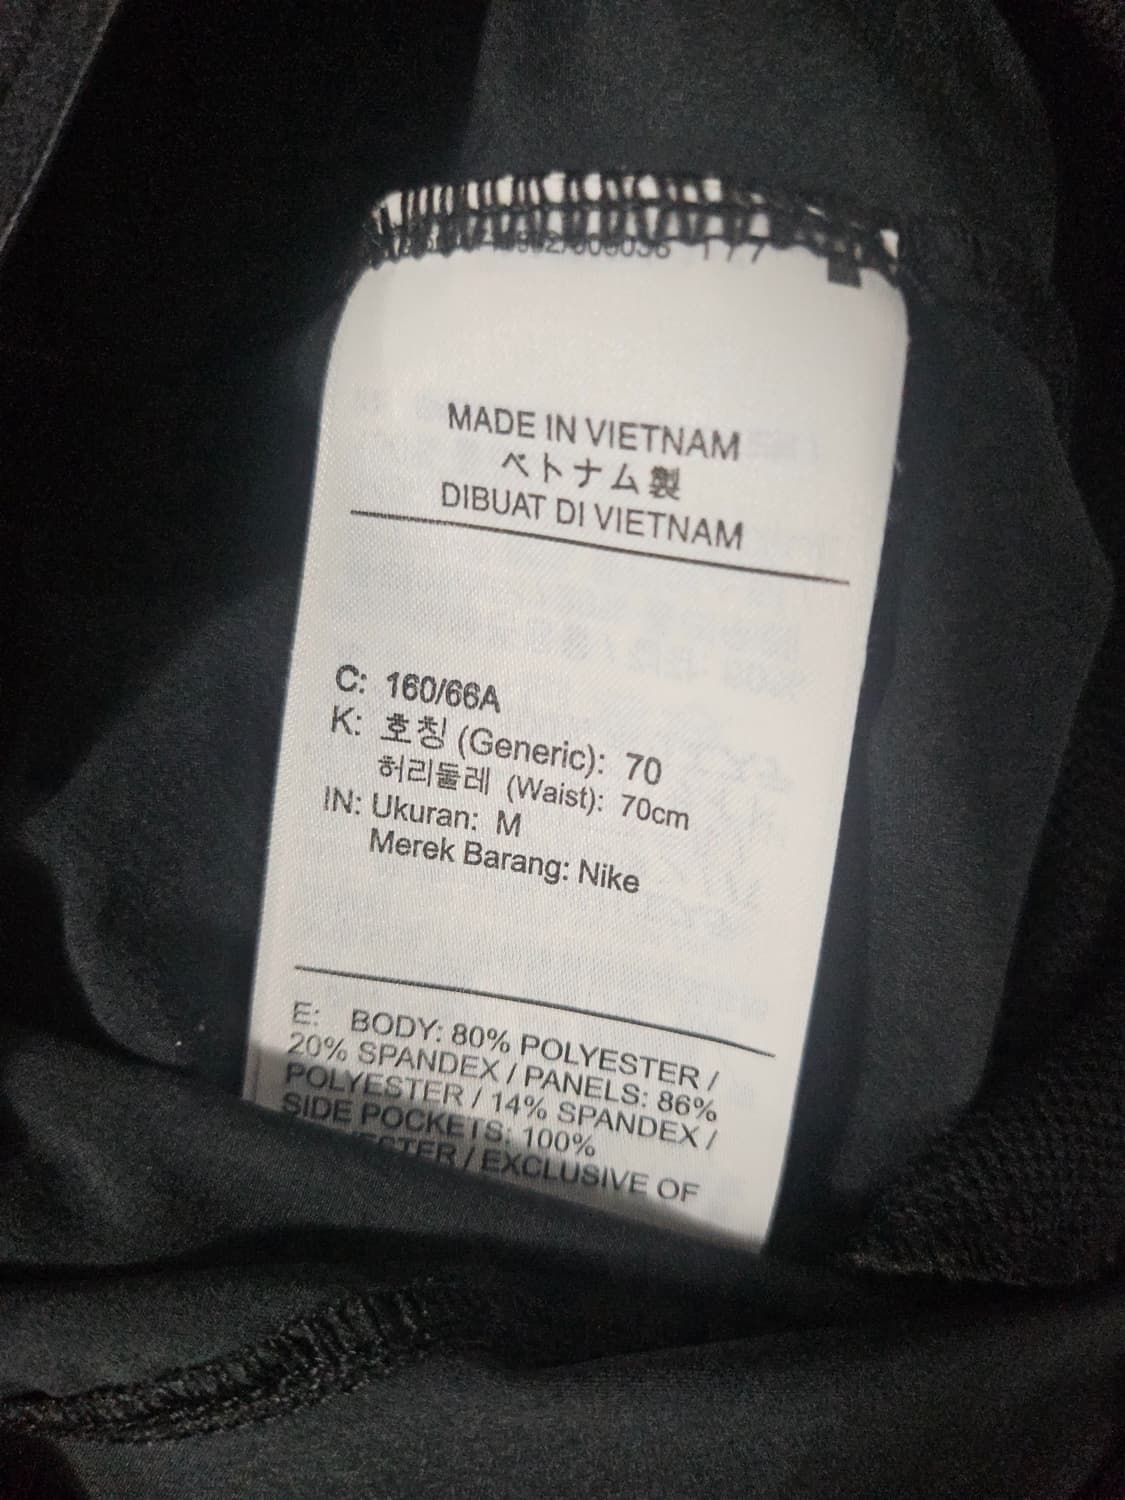 1 / 7
MADE IN VIETNAM
ベトナム製
DIBUAT DI VIETNAM
C: 160/66A
K: 호칭 (Generic): 70
허리둘레 (Waist): 70cm
IN: Ukuran: M
Merek Barang: Nike
E: BODY: 80% POLYESTER /
20% SPANDEX / PANELS: 86%
POLYESTER / 14% SPANDEX /
SIDE POCKETS: 100%
/ EXCLUSIVE OF